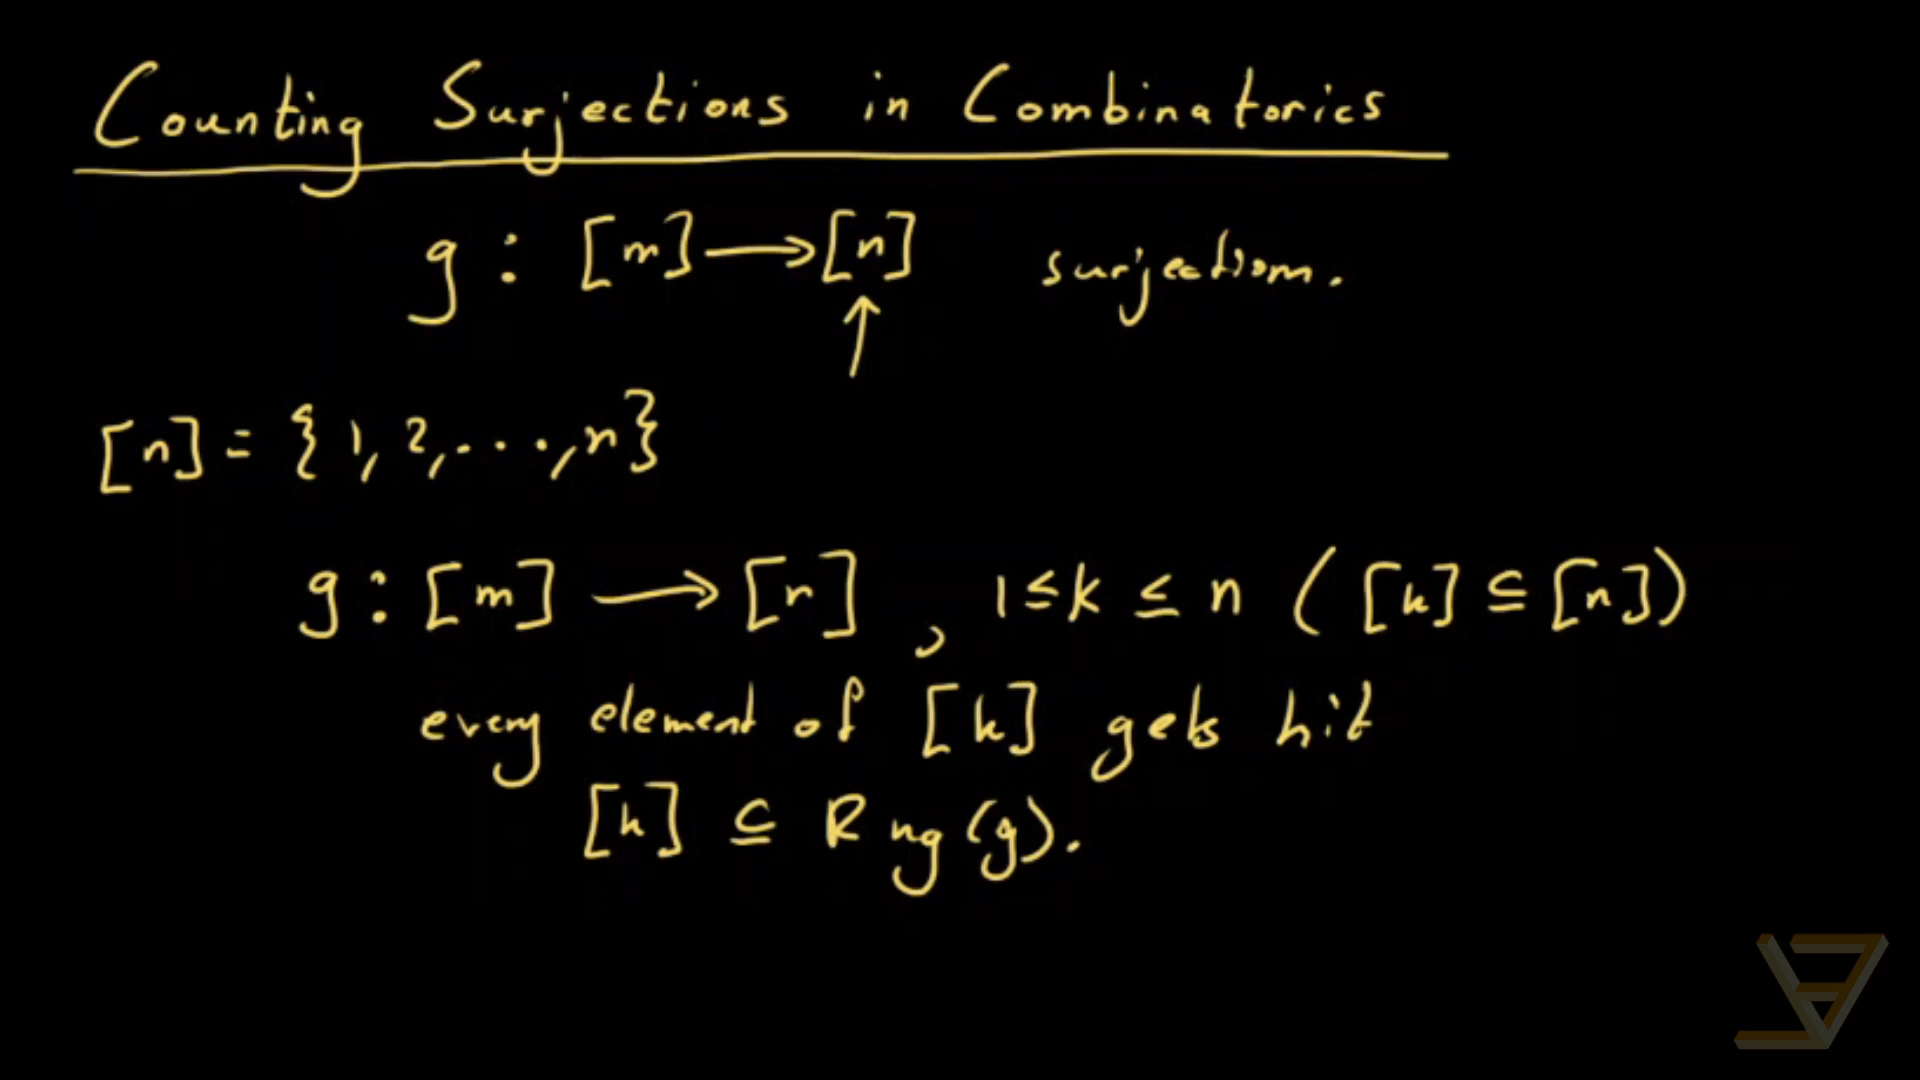 Counting Surjections in Combinatorics
g : [m] → [n] surjection.
↑
[n] = {1, 2, . . . , n}
g : [m] → [n] , 1 ≤ k ≤ n ( [k] ⊆ [n] )
every element of [k] gets hit
[k] ⊆ Rng(g).